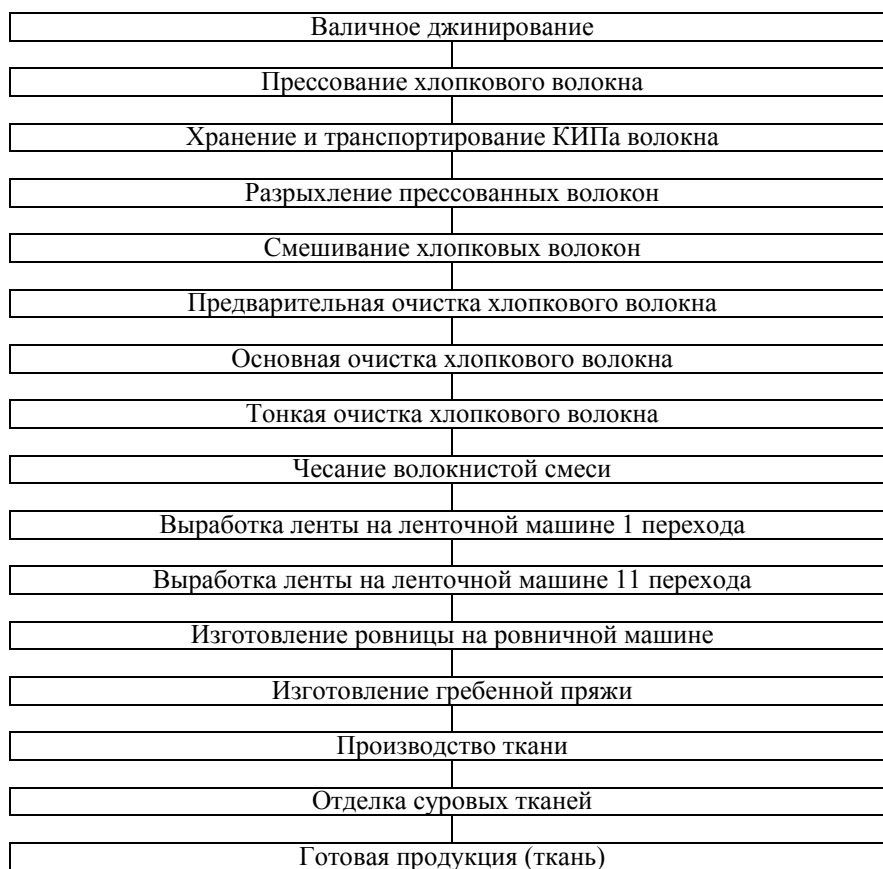 Валичное джинирование
Прессование хлопкового волокна
Хранение и транспортирование КИПа волокна
Разрыхление прессованных волокон
Смешивание хлопковых волокон
Предварительная очистка хлопкового волокна
Основная очистка хлопкового волокна
Тонкая очистка хлопкового волокна
Чесание волокнистой смеси
Выработка ленты на ленточной машине 1 перехода
Выработка ленты на ленточной машине 11 перехода
Изготовление ровницы на ровничной машине
Изготовление гребенной пряжи
Производство ткани
Отделка суровых тканей
Готовая продукция (ткань)